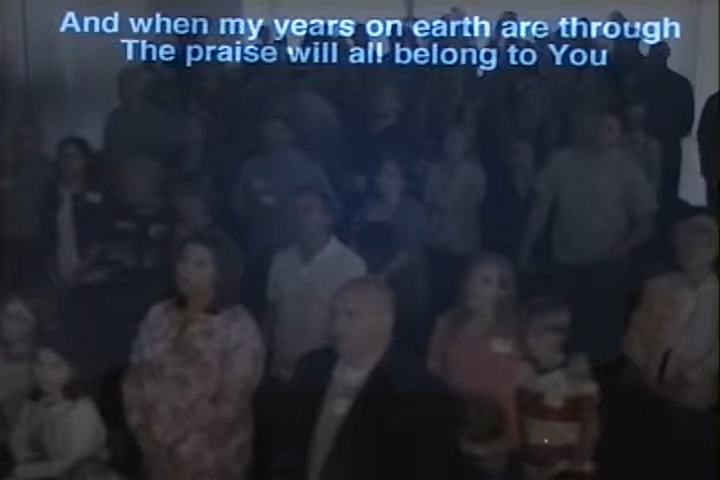 And when my years on earth are through
The praise will all belong to You